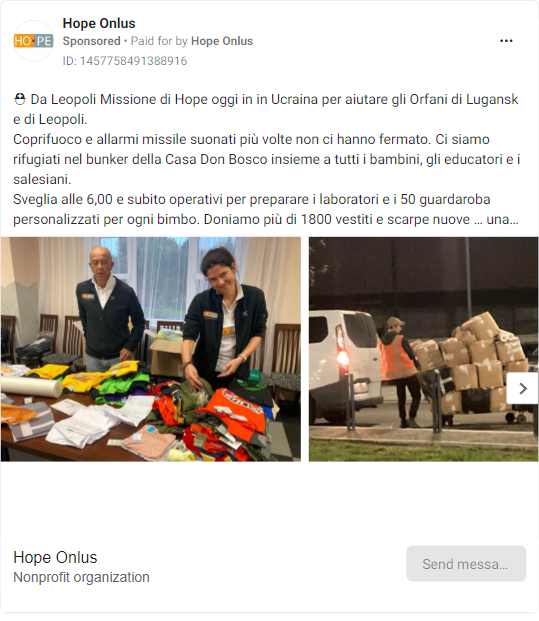 Hope Onlus
Sponsored • Paid for by Hope Onlus
HO PE
ID: 1457758491388916
⛑ Da Leopoli Missione di Hope oggi in in Ucraina per aiutare gli Orfani di Lugansk
e di Leopoli.
Coprifuoco e allarmi missile suonati più volte non ci hanno fermato. Ci siamo
rifugiati nel bunker della Casa Don Bosco insieme a tutti i bambini, gli educatori e i
salesiani.
Sveglia alle 6,00 e subito operativi per preparare i laboratori e i 50 guardaroba
personalizzati per ogni bimbo. Doniamo più di 1800 vestiti e scarpe nuove ... una...
Hope Onlus
Nonprofit organization
Send messa...